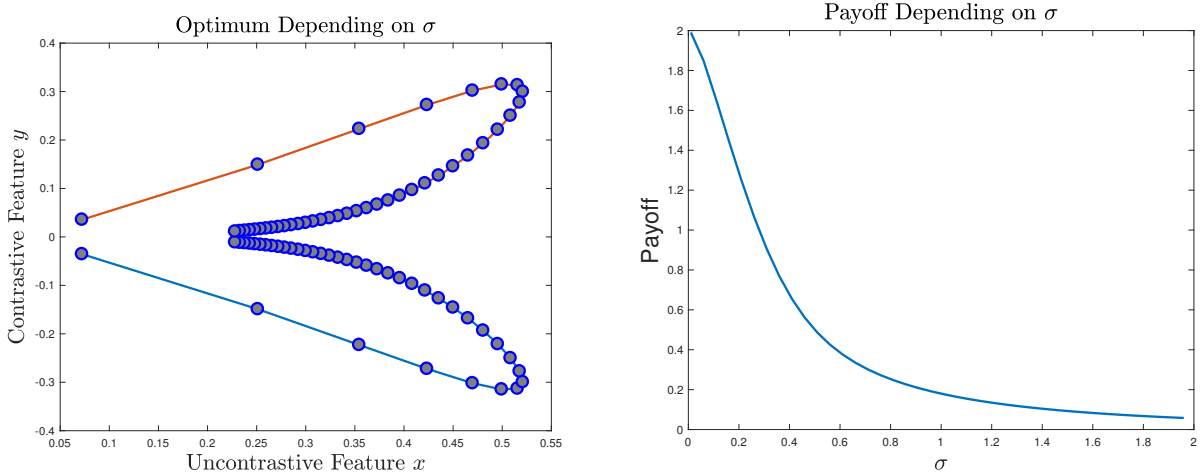 Optimum Depending on σ
0.4
0.3
0.2
0.1
0
-0.1
-0.2
-0.3
-0.4
Contrastive Feature y
0.05 0.1 0.15 0.2 0.25 0.3 0.35 0.4 0.45 0.5 0.55
Uncontrastive Feature x
Payoff Depending on σ
2
1.8
1.6
1.4
1.2
1
0.8
0.6
0.4
0.2
0
Payoff
0 0.2 0.4 0.6 0.8 1 1.2 1.4 1.6 1.8 2
σ